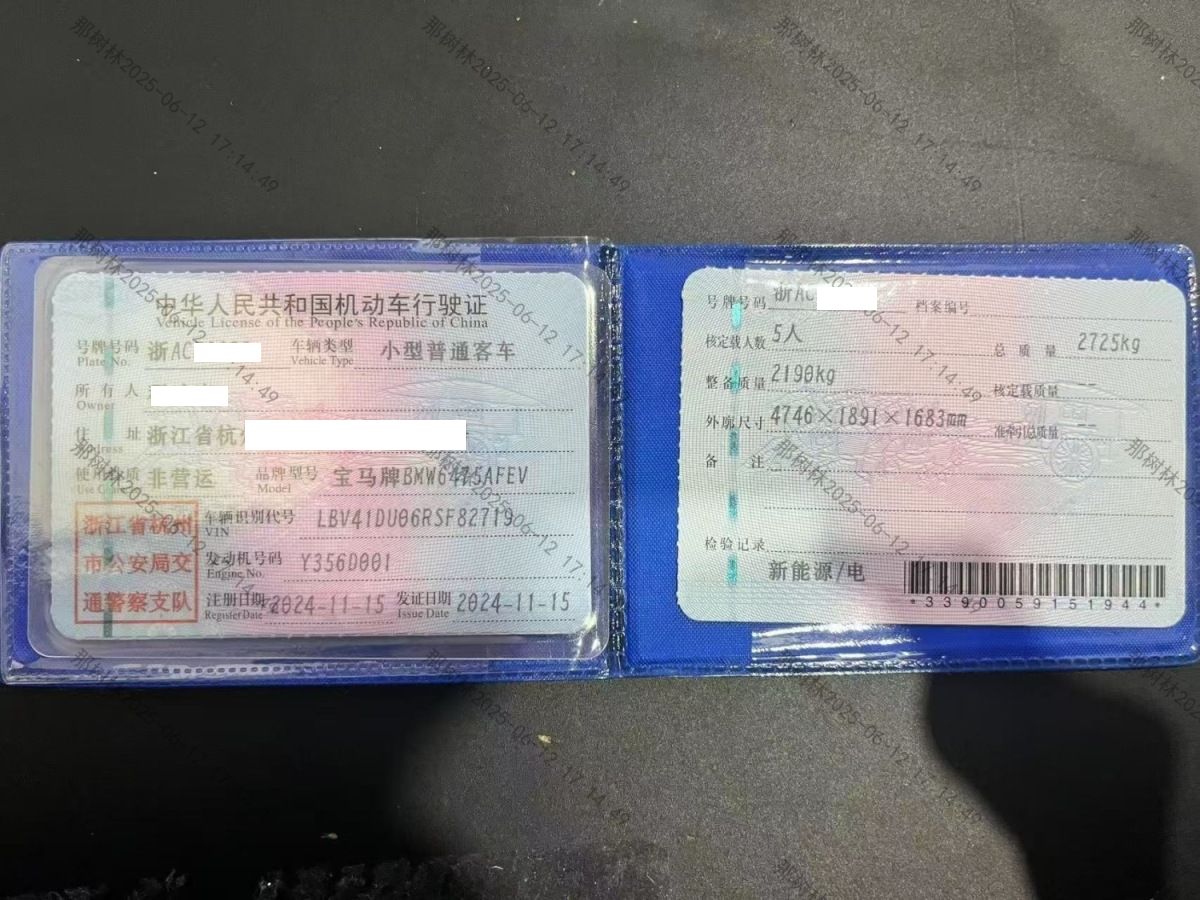 中华人民共和国机动车行驶证
Vehicle License of the People's Republic of China
号牌号码 浙AC 车辆类型 小型普通客车
Plate No. Vehicle Type
所有人
Owner
住址 浙江省杭
Address
使用性质 非营运 品牌型号 宝马牌BMW6475AFEV
Use Model
浙江省杭州
市公安局交
通警察支队
车辆识别代号 LBV41DU06RSF82719
VIN
发动机号码 Y356D001
Engine No.
注册日期 2024-11-15 发证日期 2024-11-15
Register Date Issue Date
号牌号码 浙AC 档案编号
核定载人数 5人 总质量 2725kg
整备质量 2190kg 核定载质量 --
外廓尺寸 4746×1891×1683mm 准牵引总质量 --
备注
检验记录
新能源/电
*3390059151944*
那树林2025-06-12 17:14:49